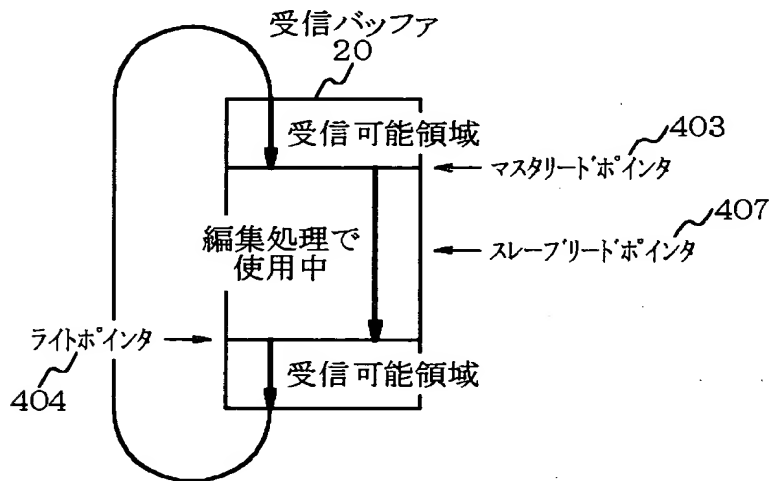 受信バッファ
20
受信可能領域
403
マスタリードポインタ
407
編集処理で
使用中
スレーブリードポインタ
ライトポインタ
404
受信可能領域